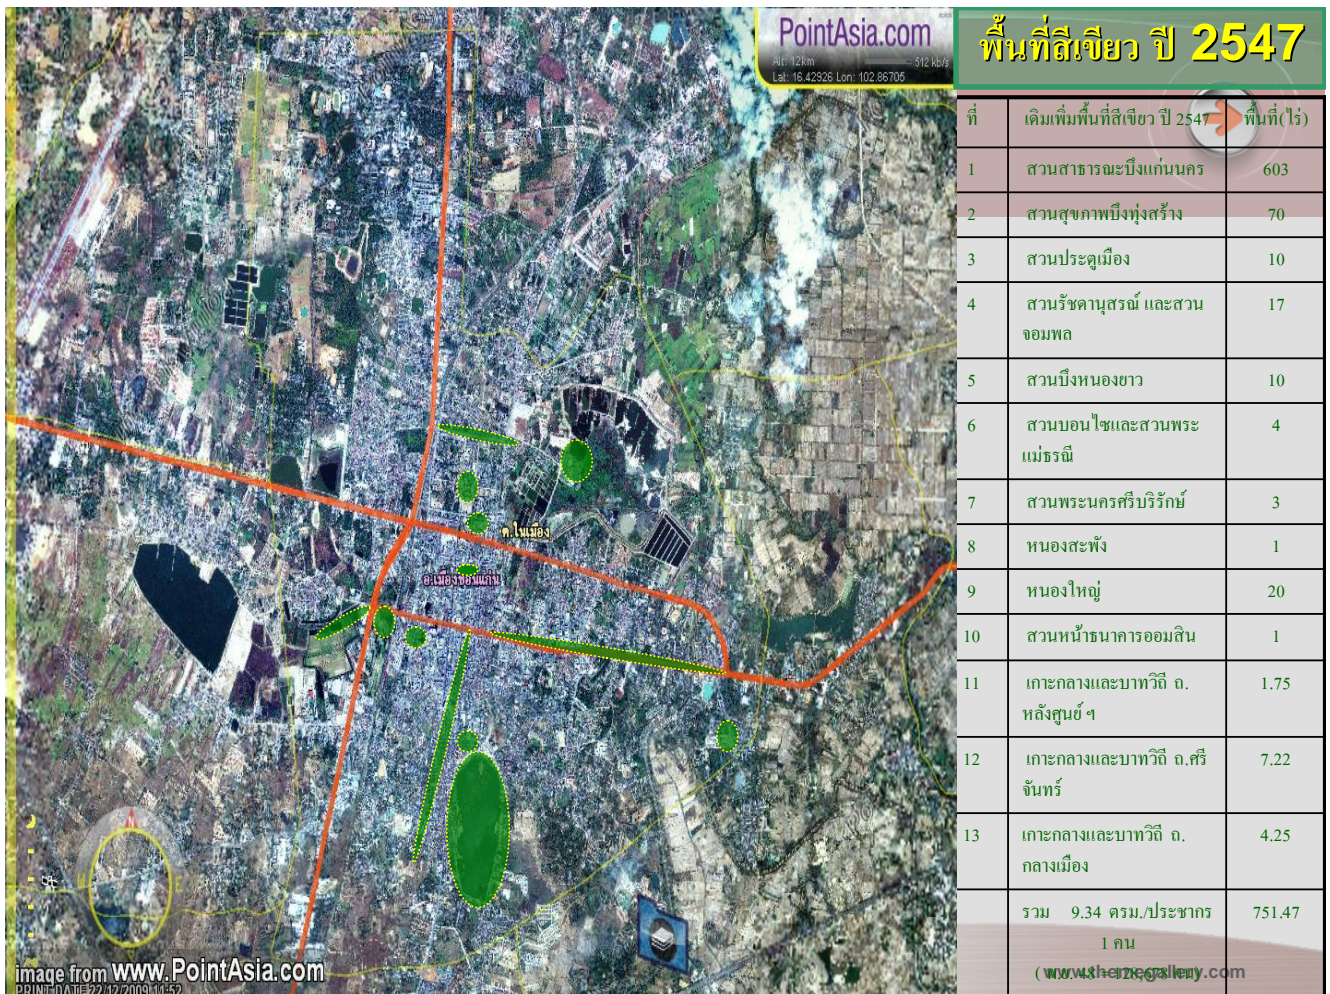 PointAsia.com
Alt: 12km
512 kb/s
Lat: 16.42926 Lon: 102.86705
ต.ในเมือง
อ.เมืองขอนแก่น
N
image from www.PointAsia.com
PRINT DATE 22/12/2009 11:52
พื้นที่สีเขียว ปี 2547
ที่ เดิมเพิ่มพื้นที่สีเขียว ปี 2547 พื้นที่(ไร่)
1 สวนสาธารณะบึงแก่นนคร 603
2 สวนสุขภาพบึงทุ่งสร้าง 70
3 สวนประตูเมือง 10
4 สวนรัชดานุสรณ์ และสวน 17
จอมพล
5 สวนบึงหนองยาว 10
6 สวนบอนไซและสวนพระ 4
แม่ธรณี
7 สวนพระนครศรีบริรักษ์ 3
8 หนองสะพัง 1
9 หนองใหญ่ 20
10 สวนหน้าธนาคารออมสิน 1
11 เกาะกลางและบาทวิถี ถ. 1.75
หลังศูนย์ ฯ
12 เกาะกลางและบาทวิถี ถ.ศรี 7.22
จันทร์
13 เกาะกลางและบาทวิถี ถ. 4.25
กลางเมือง
รวม 9.34 ตรม./ประชากร 751.47
1 คน
( พ.ย. 48 = 128,678 คน)
www.themegallery.com